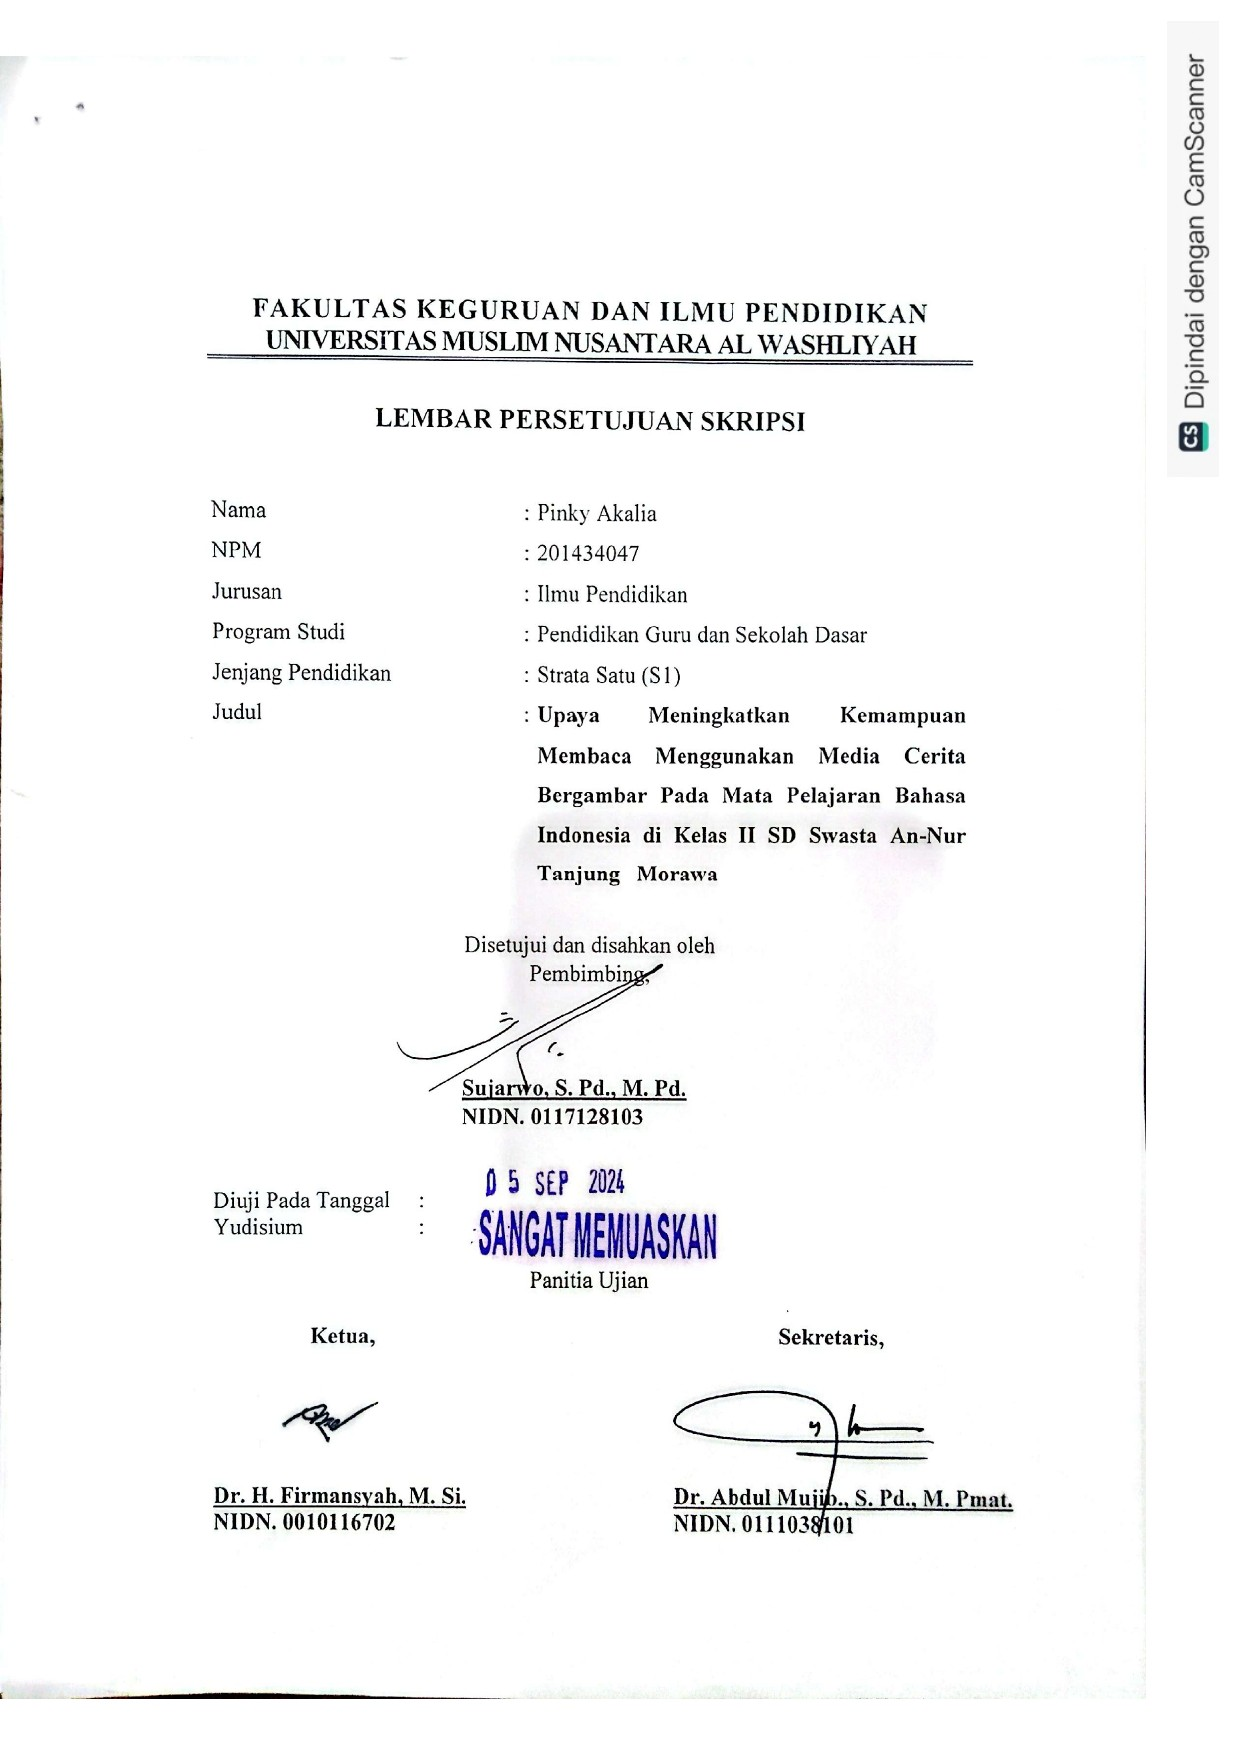 FAKULTAS KEGURUAN DAN ILMU PENDIDIKAN
UNIVERSITAS MUSLIM NUSANTARA AL WASHLIYAH
LEMBAR PERSETUJUAN SKRIPSI
Nama : Pinky Akalia
NPM : 201434047
Jurusan : Ilmu Pendidikan
Program Studi : Pendidikan Guru dan Sekolah Dasar
Jenjang Pendidikan : Strata Satu (S1)
Judul : Upaya Meningkatkan Kemampuan
Membaca Menggunakan Media Cerita
Bergambar Pada Mata Pelajaran Bahasa
Indonesia di Kelas II SD Swasta An-Nur
Tanjung Morawa
Disetujui dan disahkan oleh
Pembimbing,
Sujarwo, S. Pd., M. Pd.
NIDN. 0117128103
Diuji Pada Tanggal : 05 SEP 2024
Yudisium : SANGAT MEMUASKAN
Panitia Ujian
Ketua, Sekretaris,
Dr. H. Firmansyah, M. Si. Dr. Abdul Mujib., S. Pd., M. Pmat.
NIDN. 0010116702 NIDN. 0111038101
CS Dipindai dengan CamScanner